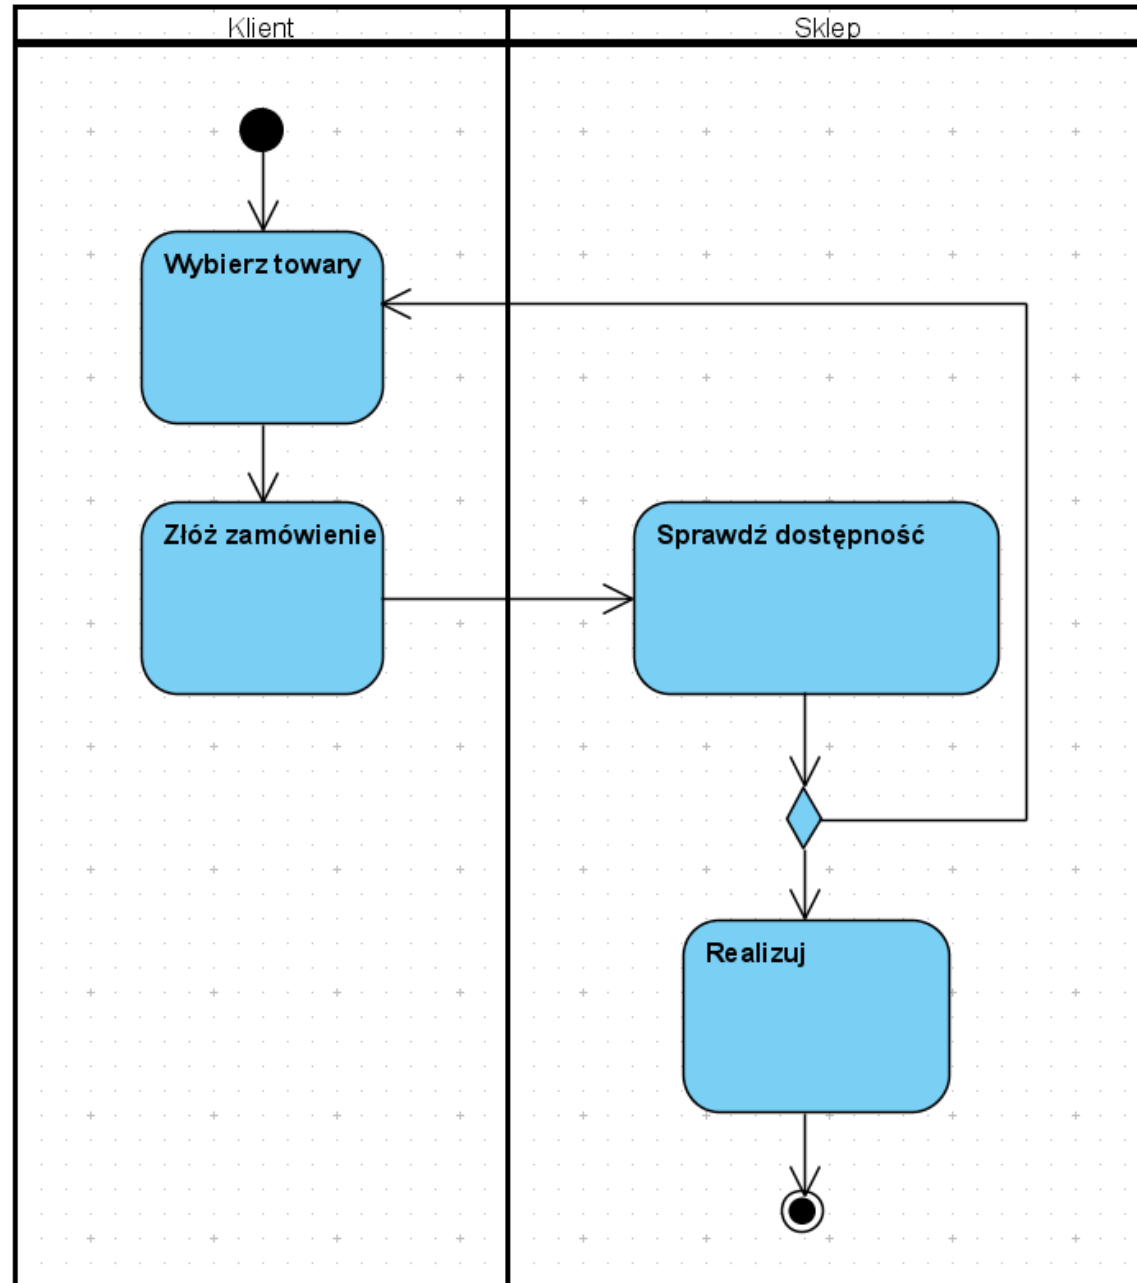 Klient
Sklep
Wybierz towary
Złóż zamówienie
Sprawdź dostępność
Realizuj